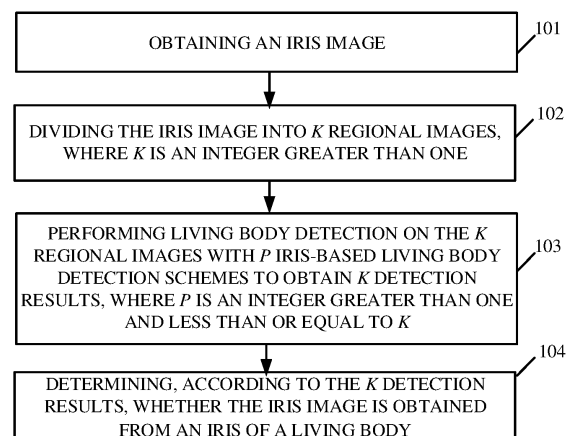 OBTAINING AN IRIS IMAGE
101
DIVIDING THE IRIS IMAGE INTO K REGIONAL IMAGES,
WHERE K IS AN INTEGER GREATER THAN ONE
102
PERFORMING LIVING BODY DETECTION ON THE K
REGIONAL IMAGES WITH P IRIS-BASED LIVING BODY
DETECTION SCHEMES TO OBTAIN K DETECTION
RESULTS, WHERE P IS AN INTEGER GREATER THAN ONE
AND LESS THAN OR EQUAL TO K
103
DETERMINING, ACCORDING TO THE K DETECTION
RESULTS, WHETHER THE IRIS IMAGE IS OBTAINED
FROM AN IRIS OF A LIVING BODY
104